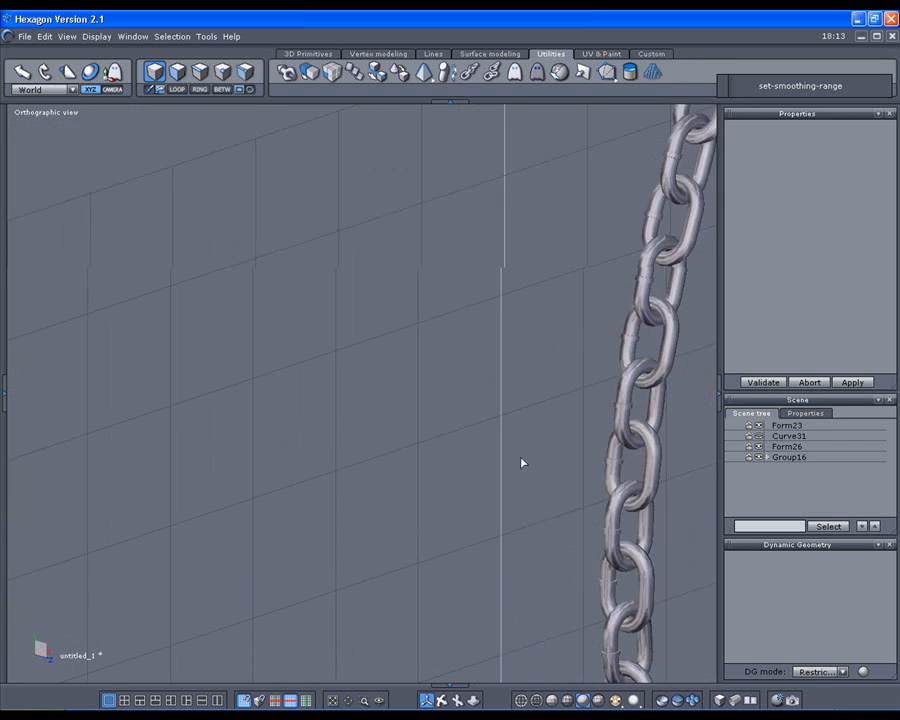 Hexagon Version 2.1
File Edit View Display Window Selection Tools Help
18:13
3D Primitives Vertex modeling Lines Surface modeling Utilities UV & Paint Custom
World
XYZ CAMERA
LOOP RING BETW
set-smoothing-range
Orthographic view
Properties
Validate Abort Apply
Scene
Scene tree Properties
Form23
Curve31
Form26
Group16
Select
Dynamic Geometry
DG mode: Restric...
untitled_1 *